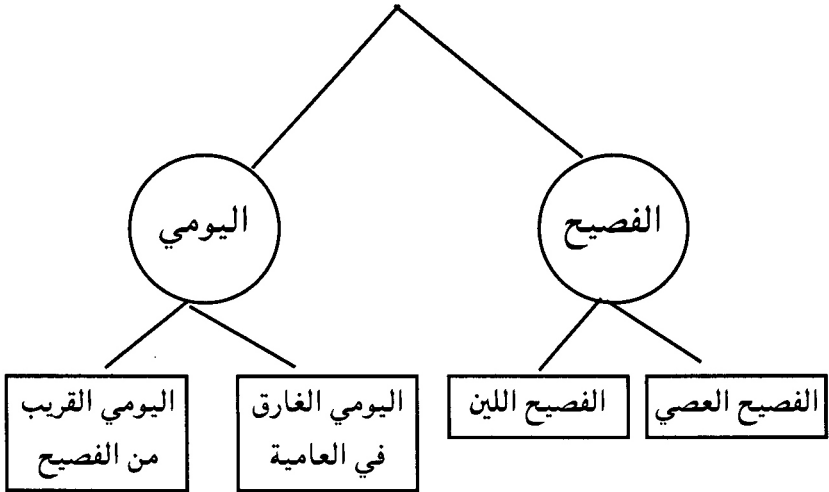 الفصيح
اليومي
الفصيح العصي
الفصيح اللين
اليومي الغارق
في العامية
اليومي القريب
من الفصيح